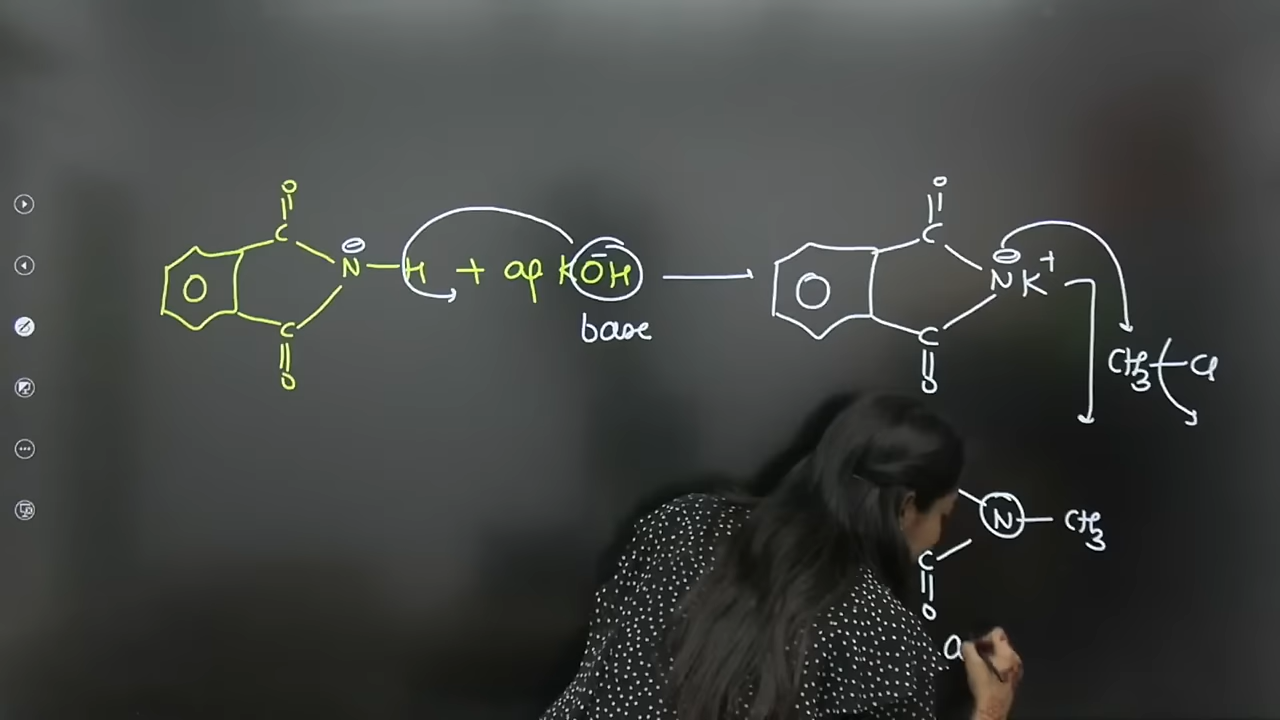 O O
C C
⊖ ⊖
N — H + aq KOH ⟶ N K⁺
O O
base
C C CH₃ — Cl
O O
N — CH₃
C
O
a